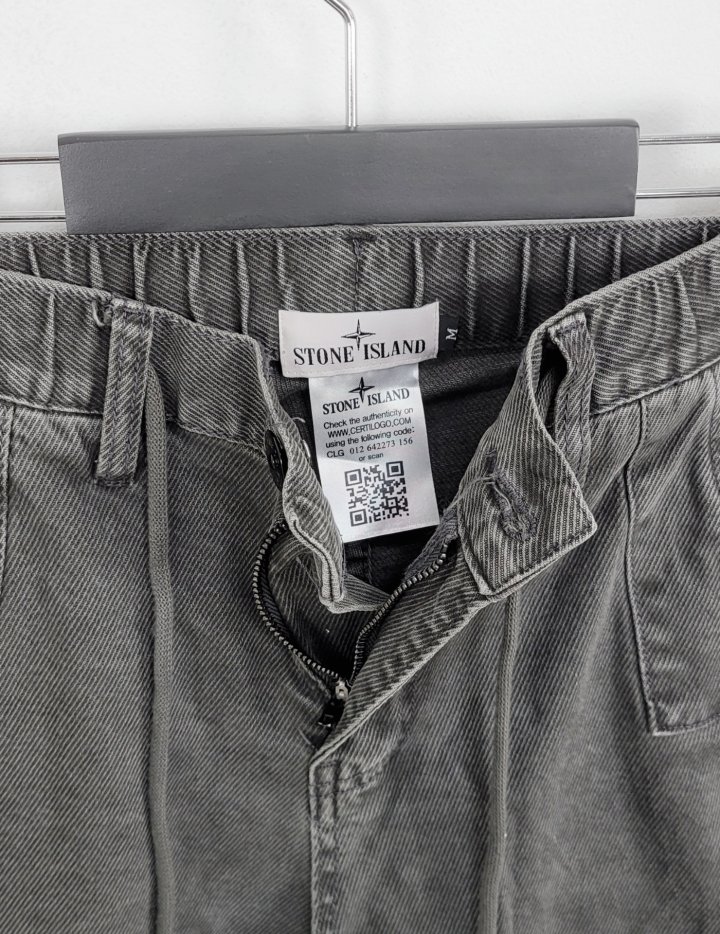 STONE ISLAND
M
STONE ISLAND
Check the authenticity on
WWW.CERTILOGO.COM
using the following code:
CLG 012 642273 156
or scan